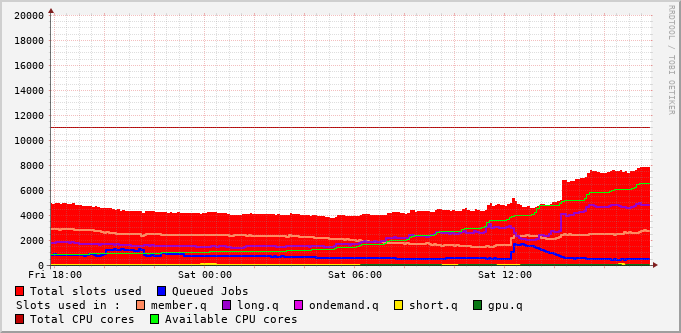 RRDTOOL / TOBI OETIKER
20000
18000
16000
14000
12000
10000
8000
6000
4000
2000
0
Fri 18:00 Sat 00:00 Sat 06:00 Sat 12:00
Total slots used Queued Jobs
Slots used in : member.q long.q ondemand.q short.q gpu.q
Total CPU cores Available CPU cores